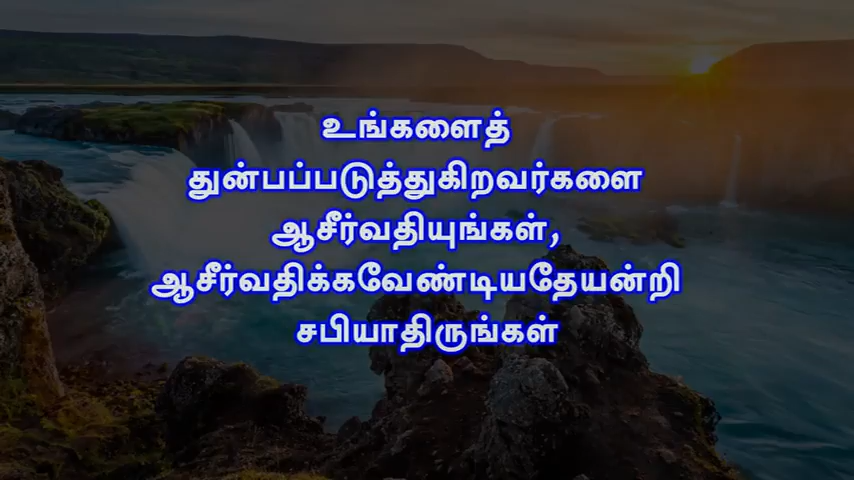 உங்களைத்
துன்பப்படுத்துகிறவர்களை
ஆசீர்வதியுங்கள்,
ஆசீர்வதிக்கவேண்டியதேயன்றி
சபியாதிருங்கள்